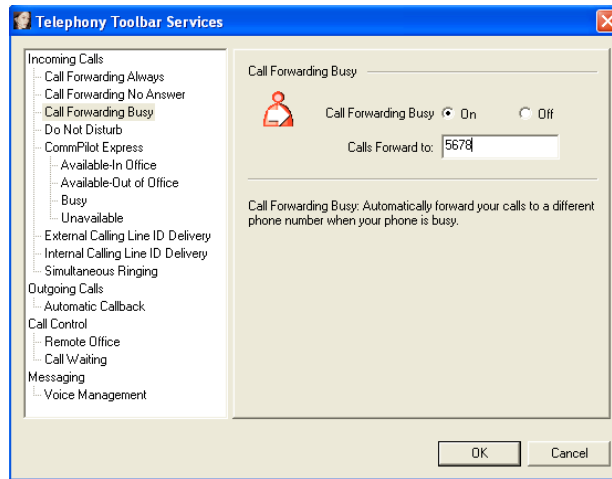 Telephony Toolbar Services
Incoming Calls
Call Forwarding Always
Call Forwarding No Answer
Call Forwarding Busy
Do Not Disturb
CommPilot Express
Available-In Office
Available-Out of Office
Busy
Unavailable
External Calling Line ID Delivery
Internal Calling Line ID Delivery
Simultaneous Ringing
Outgoing Calls
Automatic Callback
Call Control
Remote Office
Call Waiting
Messaging
Voice Management
Call Forwarding Busy
Call Forwarding Busy On Off
Calls Forward to: 5678
Call Forwarding Busy: Automatically forward your calls to a different
phone number when your phone is busy.
OK Cancel